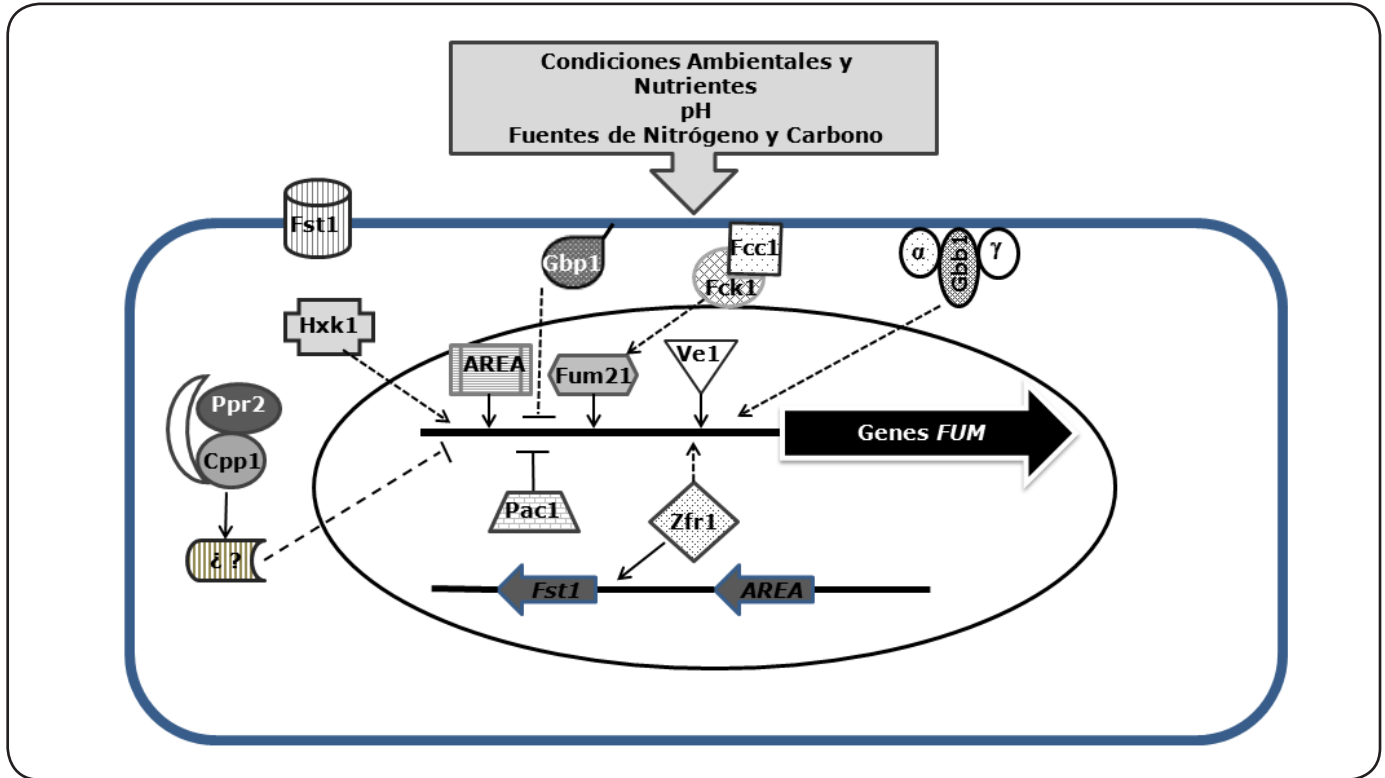 Condiciones Ambientales y
Nutrientes
pH
Fuentes de Nitrógeno y Carbono
Fst1
Gbp1
Fcc1
Fck1
α
Gbb1
γ
Hxk1
AREA
Fum21
Ve1
Ppr2
Cpp1
Genes FUM
Pac1
Zfr1
¿ ?
Fst1
AREA